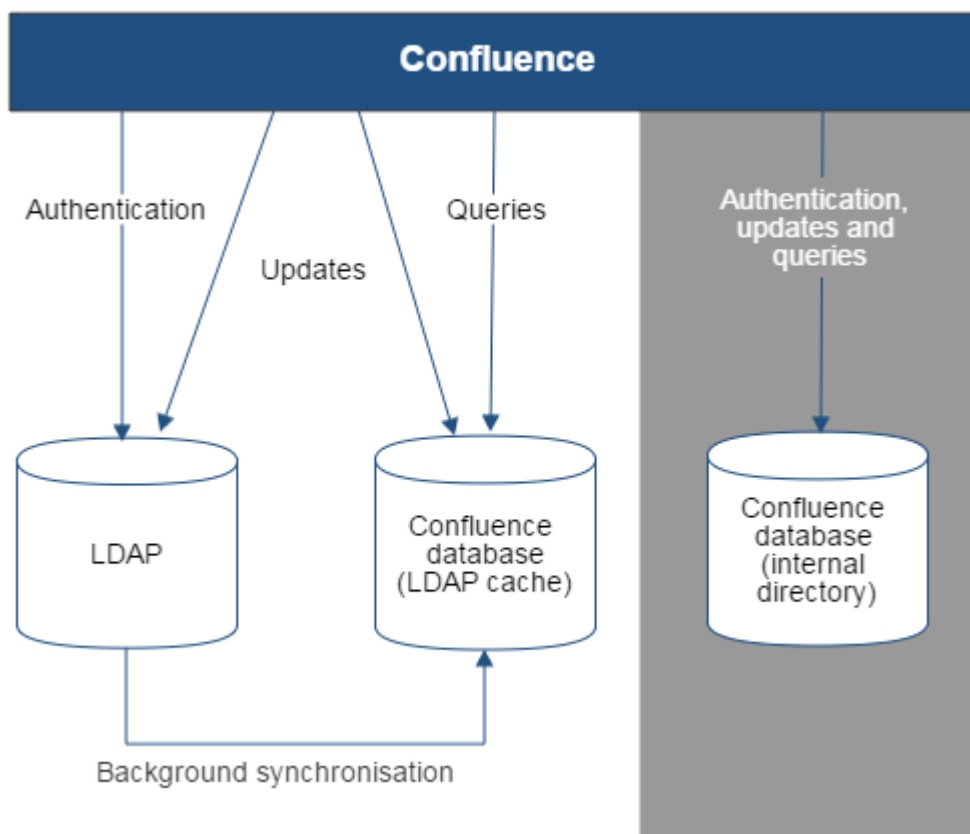 Confluence
Authentication
Queries
Updates
Authentication,
updates and
queries
LDAP
Confluence
database
(LDAP cache)
Confluence
database
(internal
directory)
Background synchronisation